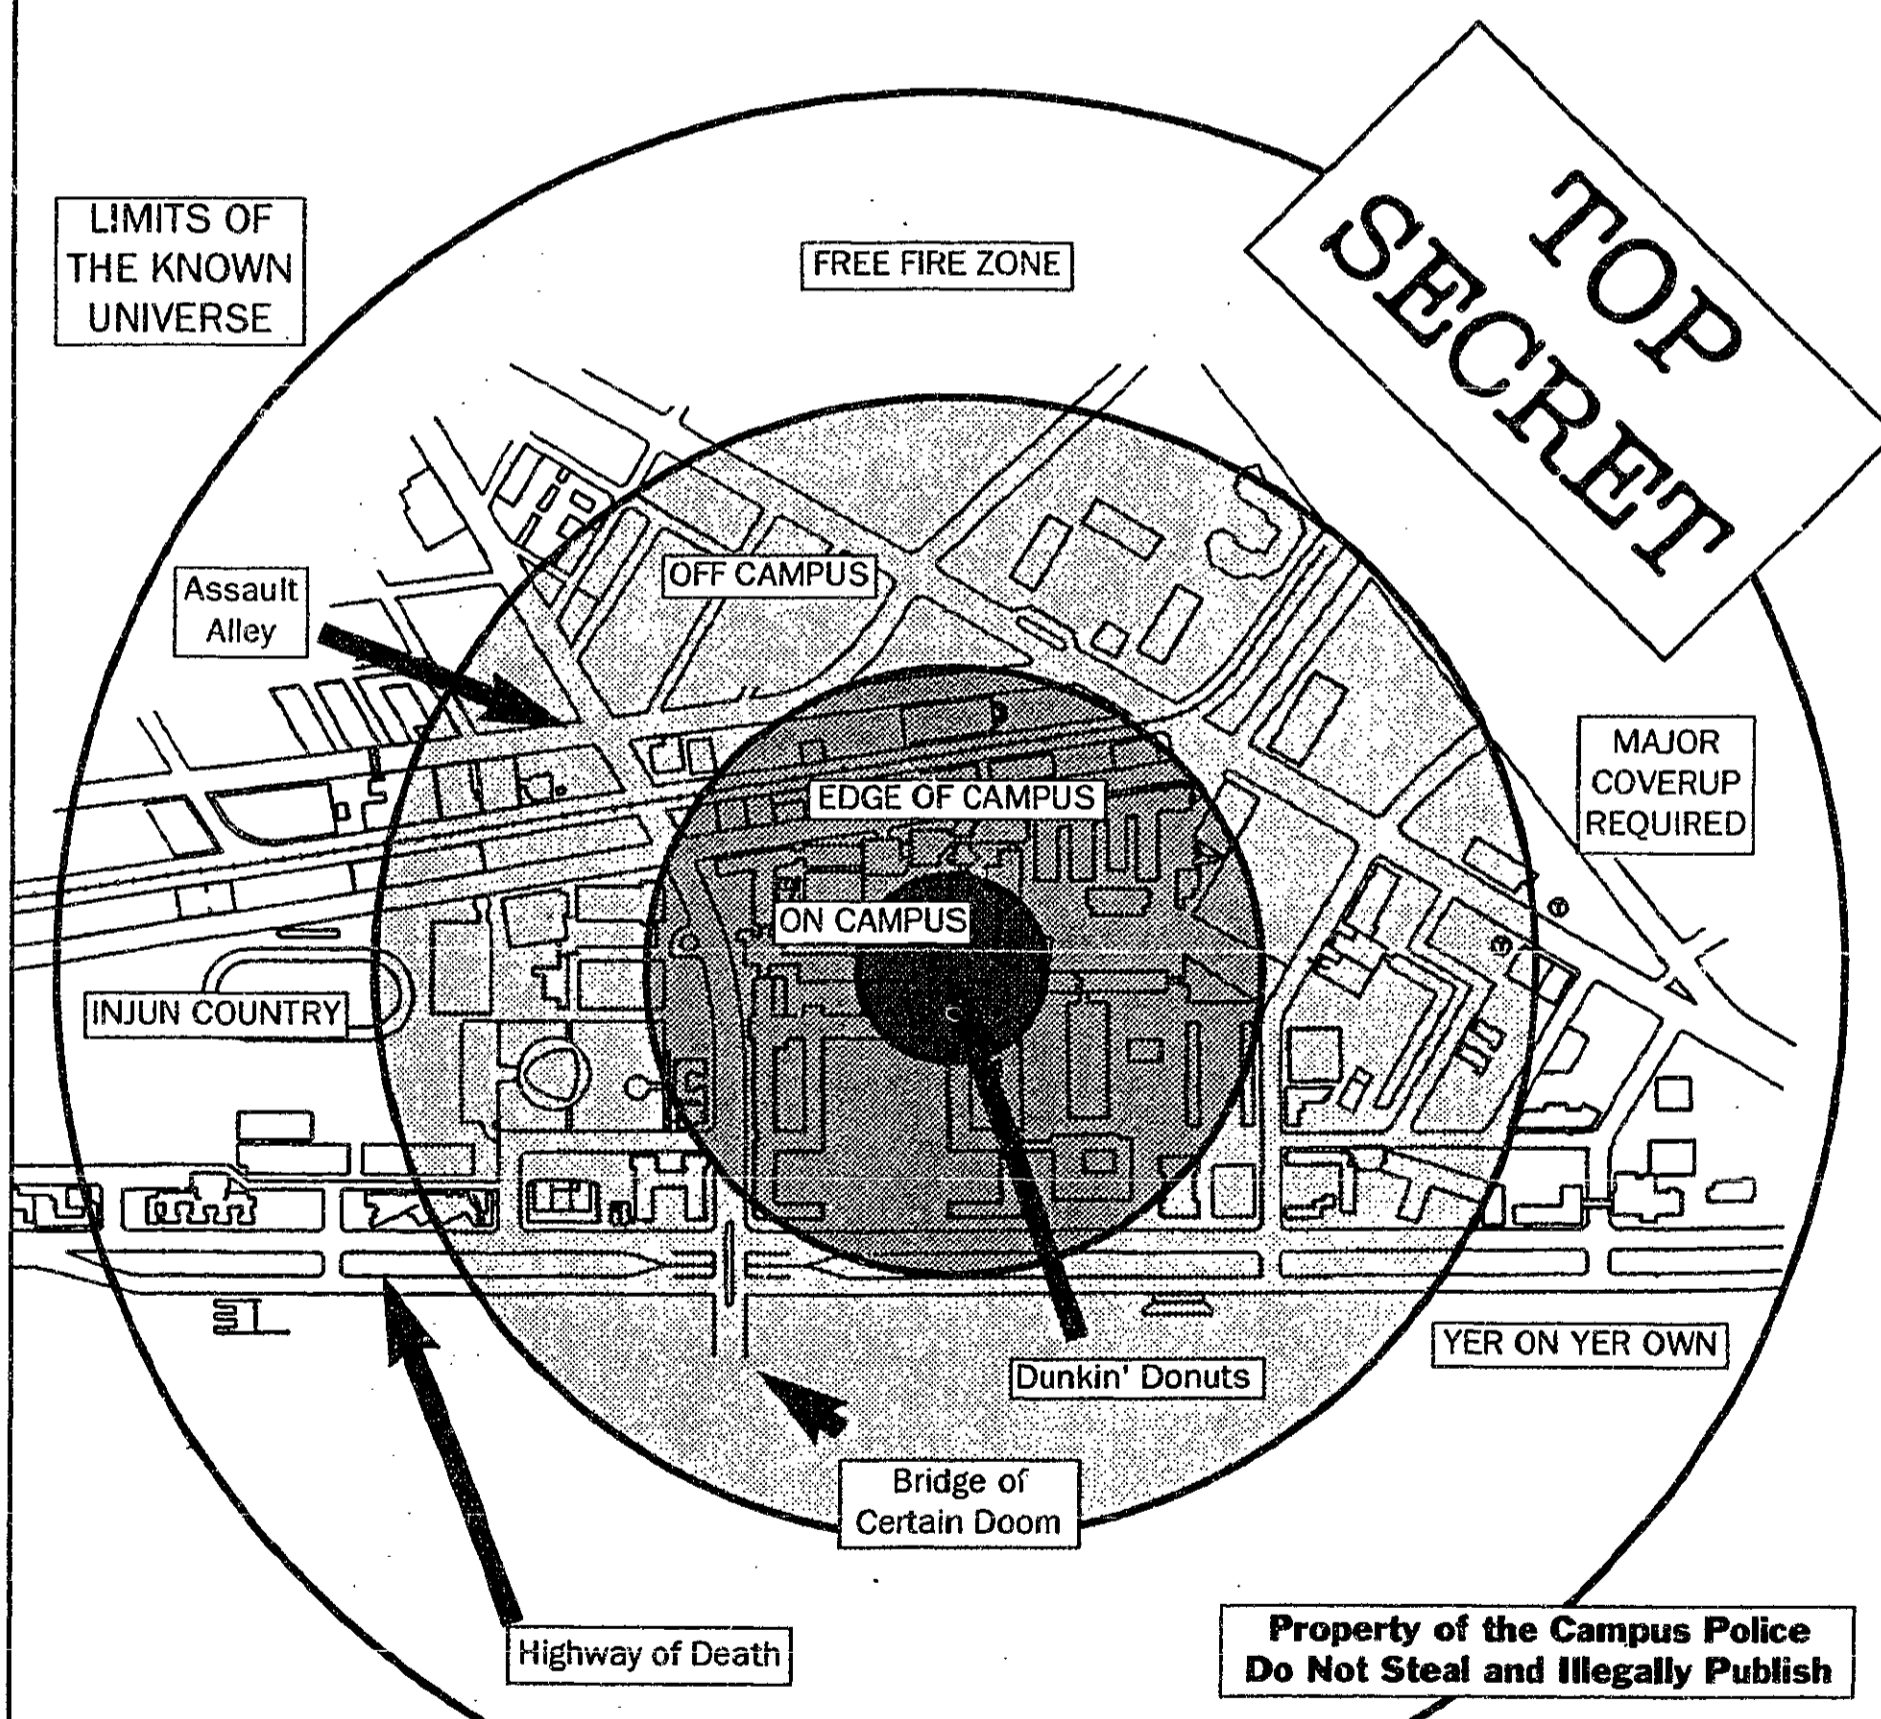 TOP
SECRET
LIMITS OF
THE KNOWN
UNIVERSE
FREE FIRE ZONE
OFF CAMPUS
Assault
Alley
MAJOR
COVERUP
REQUIRED
EDGE OF CAMPUS
ON CAMPUS
INJUN COUNTRY
YER ON YER OWN
Dunkin' Donuts
Bridge of
Certain Doom
Highway of Death
Property of the Campus Police
Do Not Steal and Illegally Publish